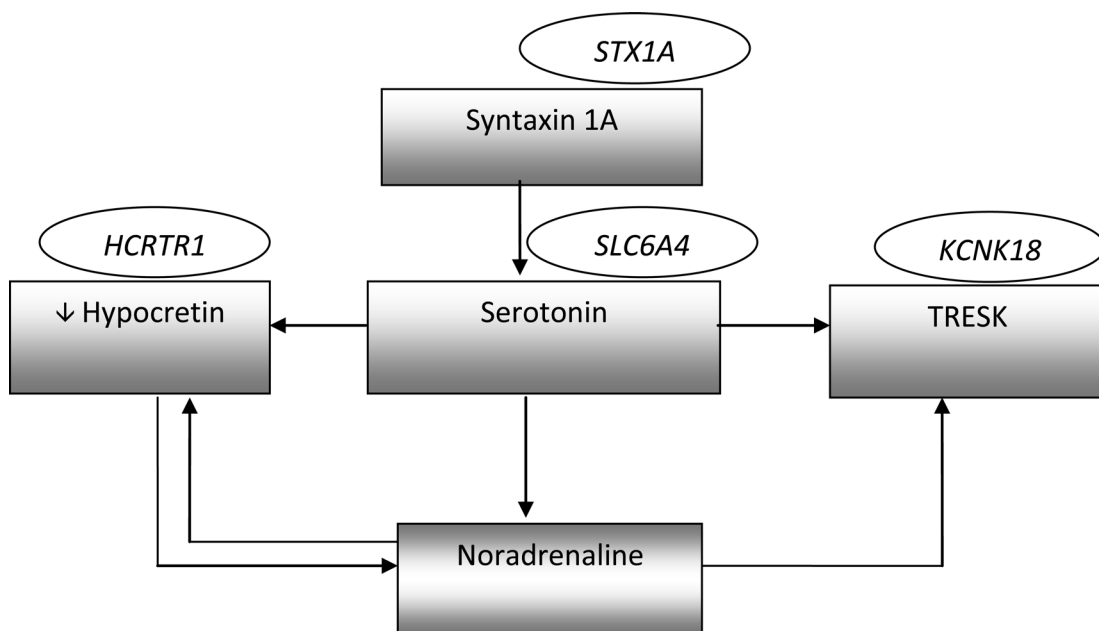 STX1A
Syntaxin 1A
HCRTR1
SLC6A4
KCNK18
↓ Hypocretin
Serotonin
TRESK
Noradrenaline